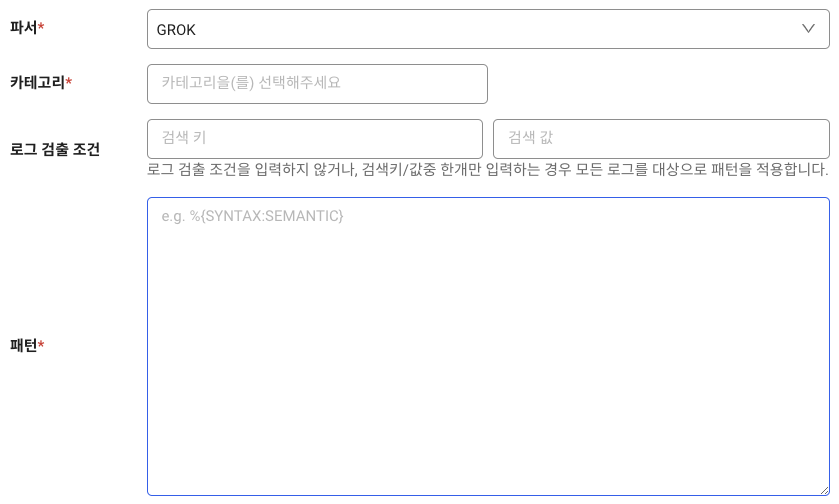 파서*
GROK
카테고리*
카테고리을(를) 선택해주세요
로그 검출 조건
검색 키
검색 값
로그 검출 조건을 입력하지 않거나, 검색키/값중 한개만 입력하는 경우 모든 로그를 대상으로 패턴을 적용합니다.
패턴*
e.g. %{SYNTAX:SEMANTIC}